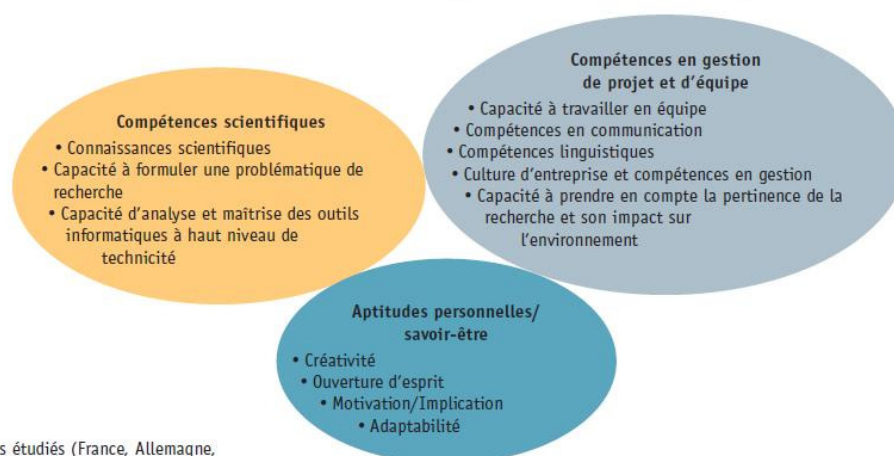 Compétences scientifiques
• Connaissances scientifiques
• Capacité à formuler une problématique de
recherche
• Capacité d'analyse et maîtrise des outils
informatiques à haut niveau de
technicité
Compétences en gestion
de projet et d'équipe
• Capacité à travailler en équipe
• Compétences en communication
• Compétences linguistiques
• Culture d'entreprise et compétences en gestion
• Capacité à prendre en compte la pertinence de la
recherche et son impact sur
l'environnement
Aptitudes personnelles/
savoir-être
• Créativité
• Ouverture d'esprit
• Motivation/Implication
• Adaptabilité
s étudiés (France, Allemagne,